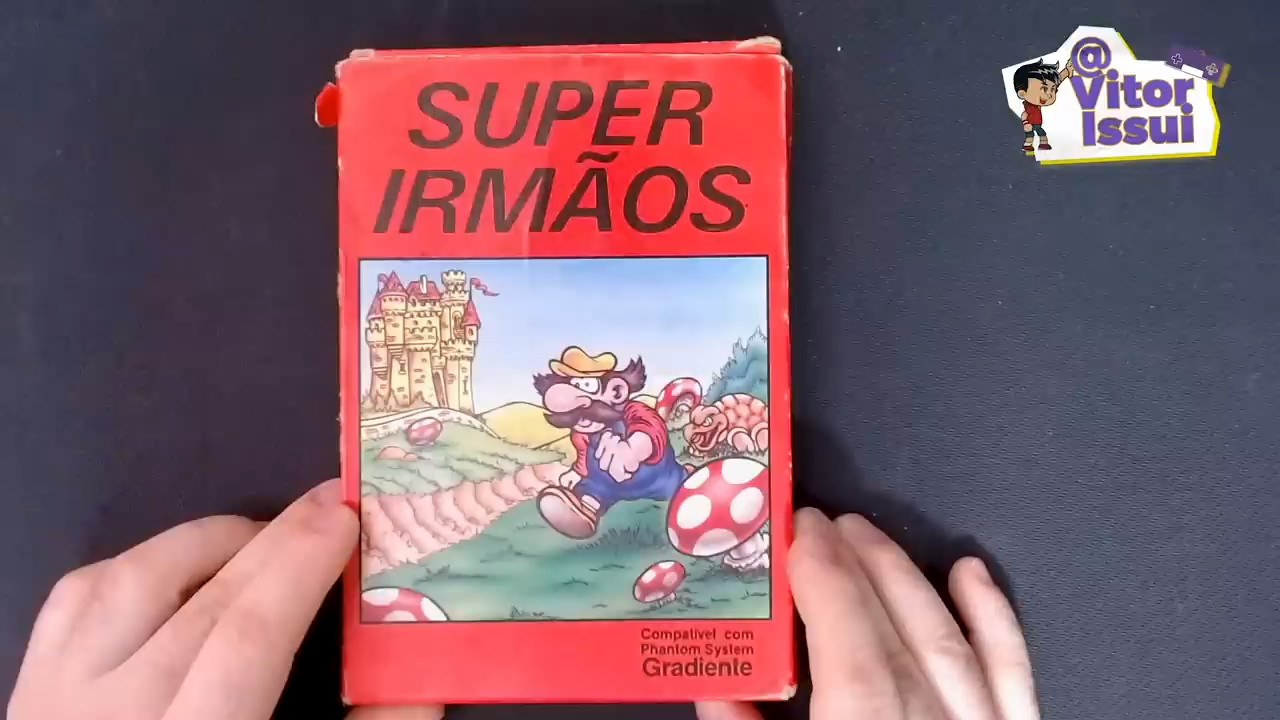 SUPER
IRMÃOS
Compatível com
Phantom System
Gradiente
@
Vitor
Issui